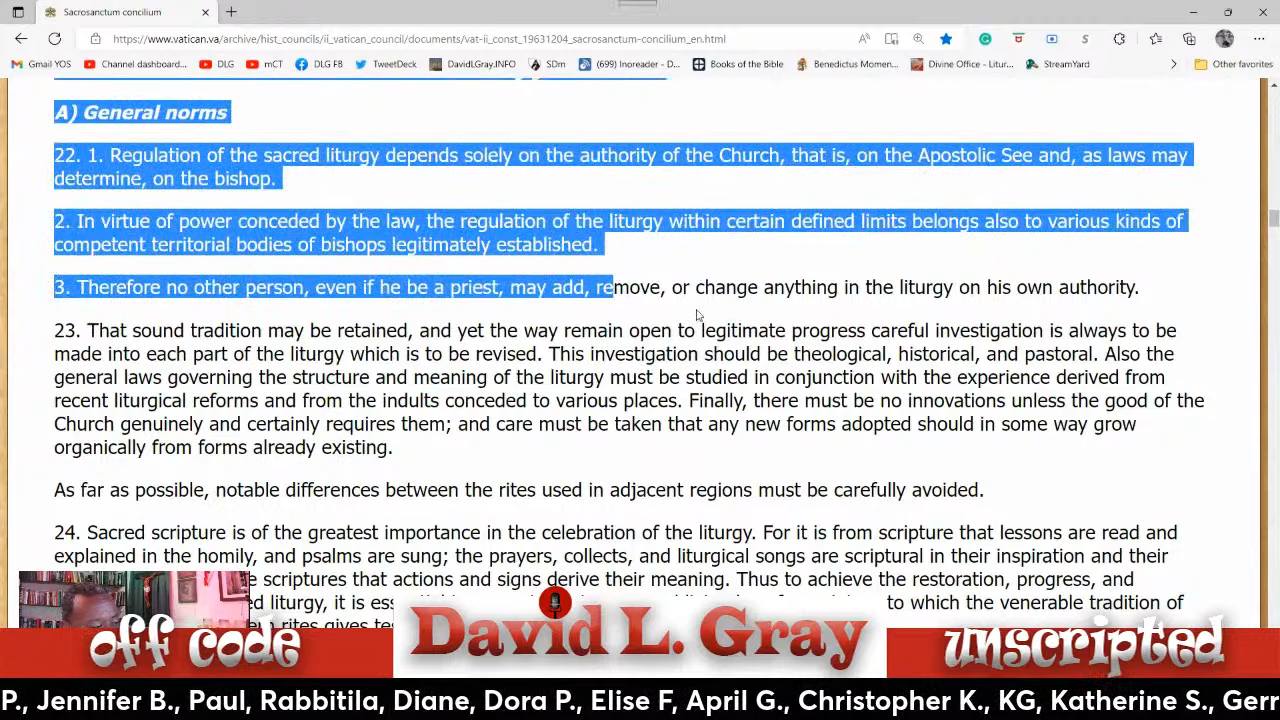 Sacrosanctum concilium
https://www.vatican.va/archive/hist_councils/ii_vatican_council/documents/vat-ii_const_19631204_sacrosanctum-concilium_en.html
Gmail YOS Channel dashboard... DLG mCT DLG FB TweetDeck DavidLGray.INFO SDm (699) Inoreader - D... Books of the Bible Benedictus Momen... Divine Office – Litur... StreamYard Other favorites
A) General norms
22. 1. Regulation of the sacred liturgy depends solely on the authority of the Church, that is, on the Apostolic See and, as laws may
determine, on the bishop.
2. In virtue of power conceded by the law, the regulation of the liturgy within certain defined limits belongs also to various kinds of
competent territorial bodies of bishops legitimately established.
3. Therefore no other person, even if he be a priest, may add, remove, or change anything in the liturgy on his own authority.
23. That sound tradition may be retained, and yet the way remain open to legitimate progress careful investigation is always to be
made into each part of the liturgy which is to be revised. This investigation should be theological, historical, and pastoral. Also the
general laws governing the structure and meaning of the liturgy must be studied in conjunction with the experience derived from
recent liturgical reforms and from the indults conceded to various places. Finally, there must be no innovations unless the good of the
Church genuinely and certainly requires them; and care must be taken that any new forms adopted should in some way grow
organically from forms already existing.
As far as possible, notable differences between the rites used in adjacent regions must be carefully avoided.
24. Sacred scripture is of the greatest importance in the celebration of the liturgy. For it is from scripture that lessons are read and
explained in the homily, and psalms are sung; the prayers, collects, and liturgical songs are scriptural in their inspiration and their
scriptures that actions and signs derive their meaning. Thus to achieve the restoration, progress, and
liturgy, it is to which the venerable tradition of
rites gives
off code David L. Gray unscripted
P., Jennifer B., Paul, Rabbitila, Diane, Dora P., Elise F, April G., Christopher K., KG, Katherine S., Gerr